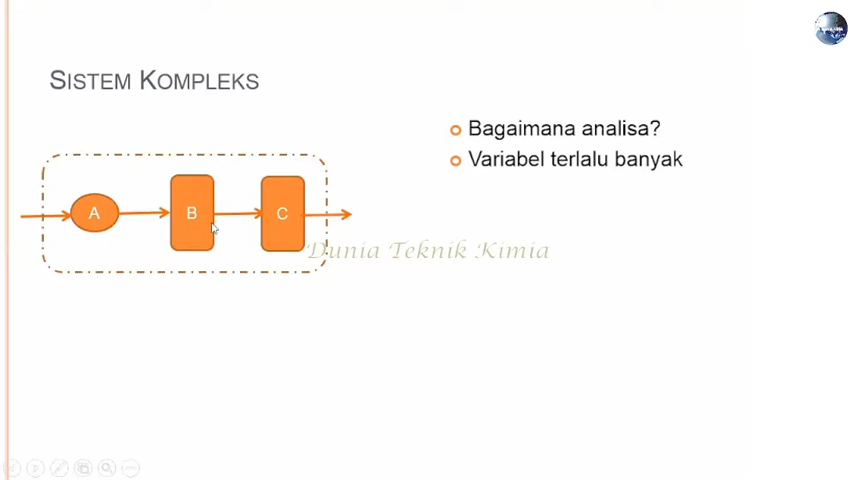 SISTEM KOMPLEKS
Bagaimana analisa?
Variabel terlalu banyak
A
B
C
Dunia Teknik Kimia